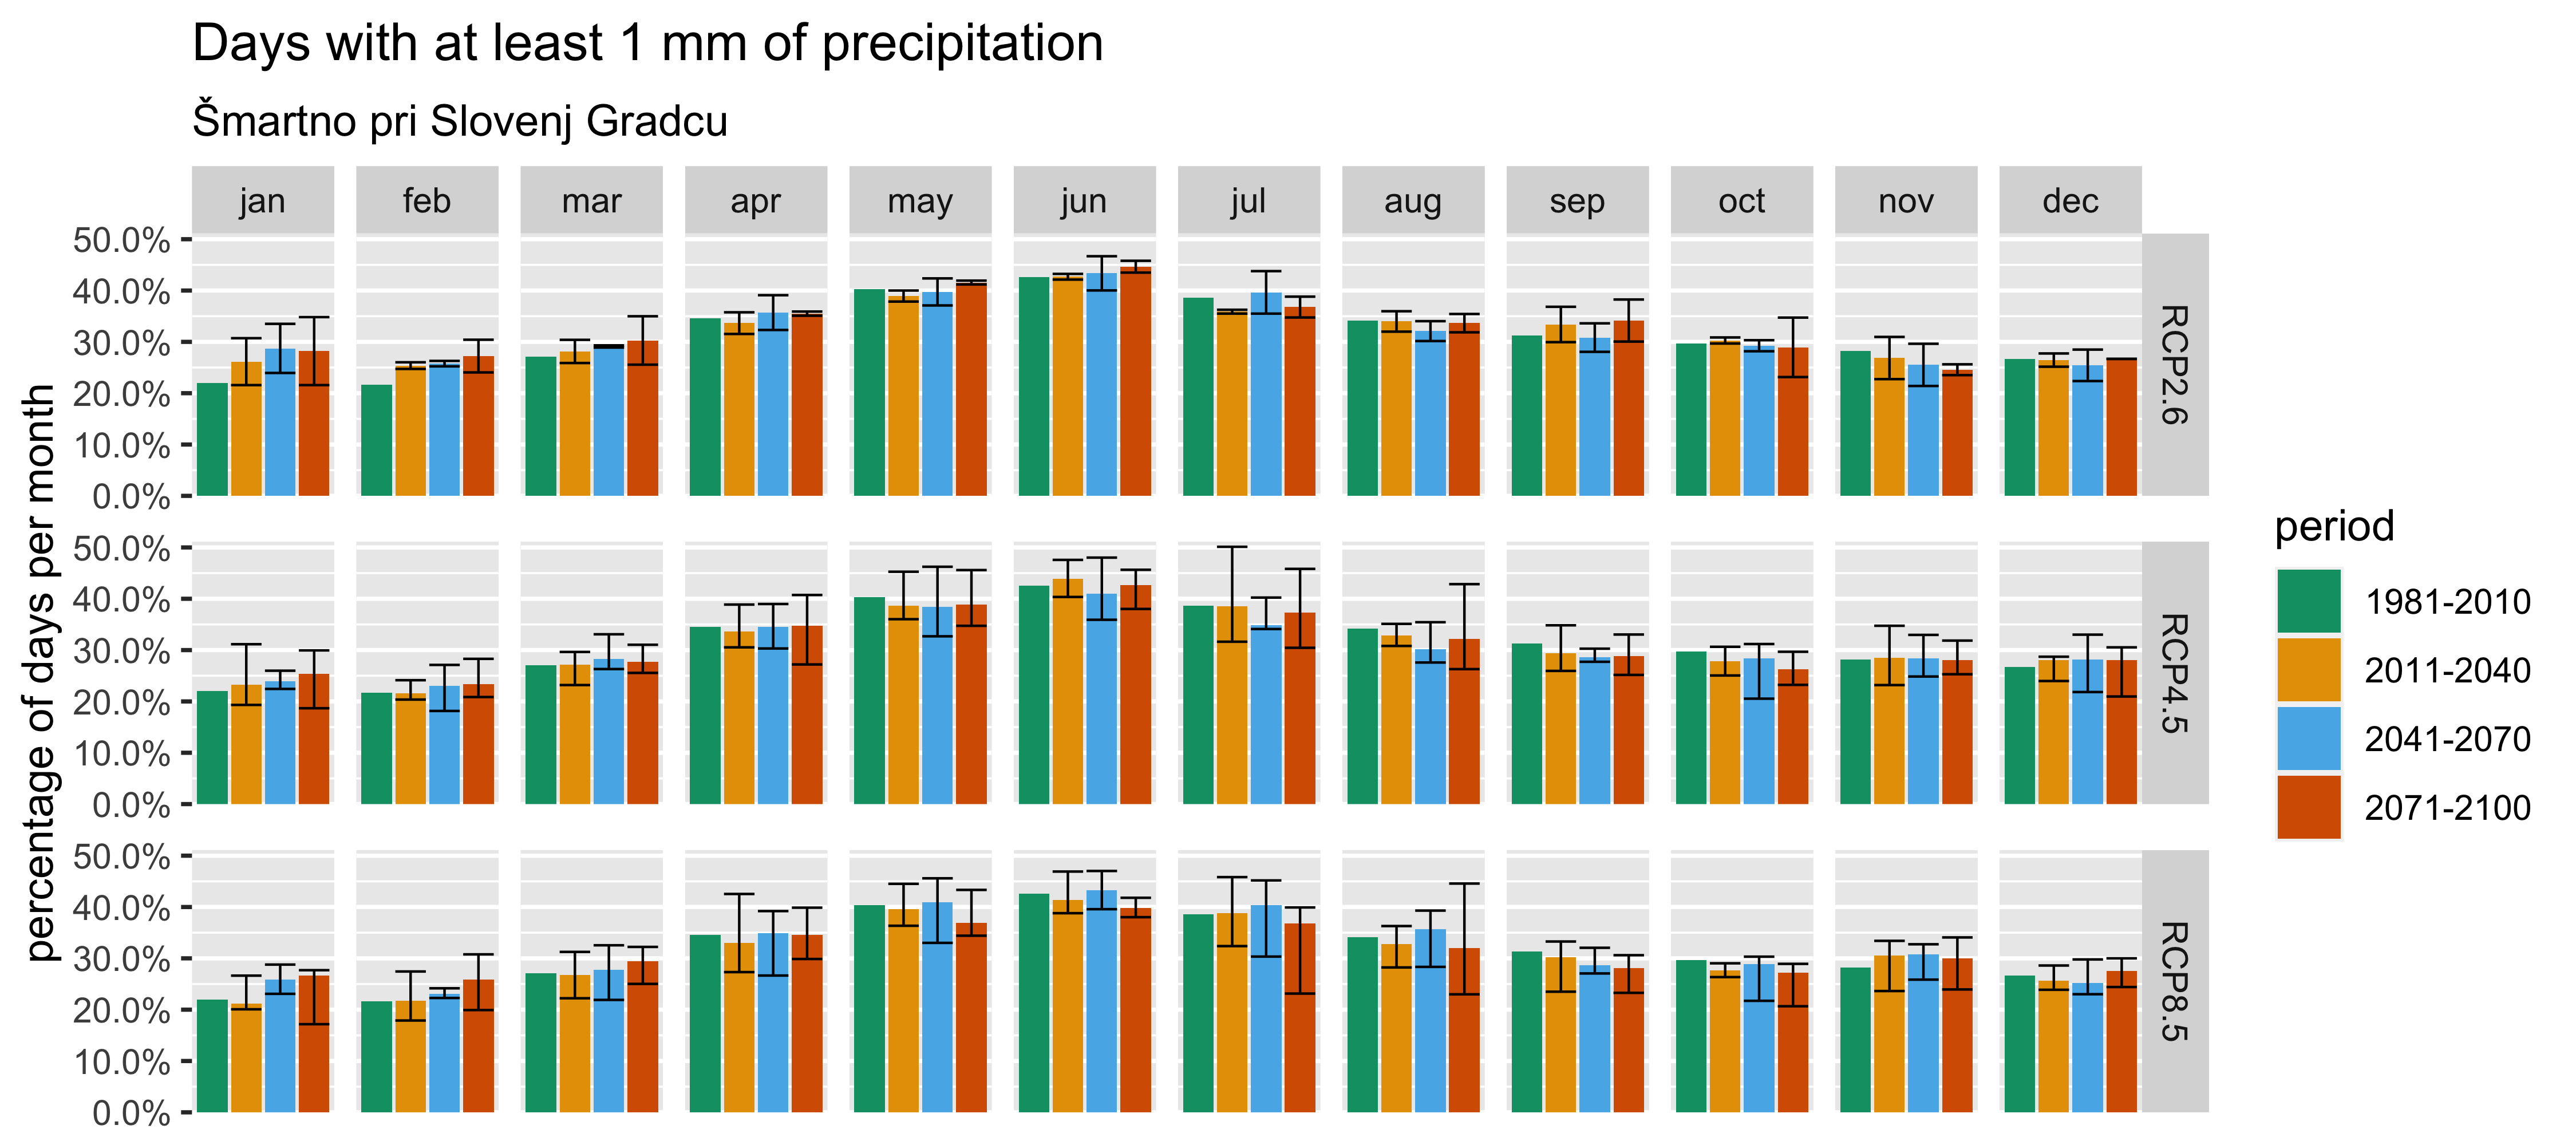 Days with at least 1 mm of precipitation
Šmartno pri Slovenj Gradcu
jan feb mar apr may jun jul aug sep oct nov dec
percentage of days per month
50.0%
40.0%
30.0%
20.0%
10.0%
0.0%
RCP2.6
50.0%
40.0%
30.0%
20.0%
10.0%
0.0%
RCP4.5
50.0%
40.0%
30.0%
20.0%
10.0%
0.0%
RCP8.5
period
1981-2010
2011-2040
2041-2070
2071-2100